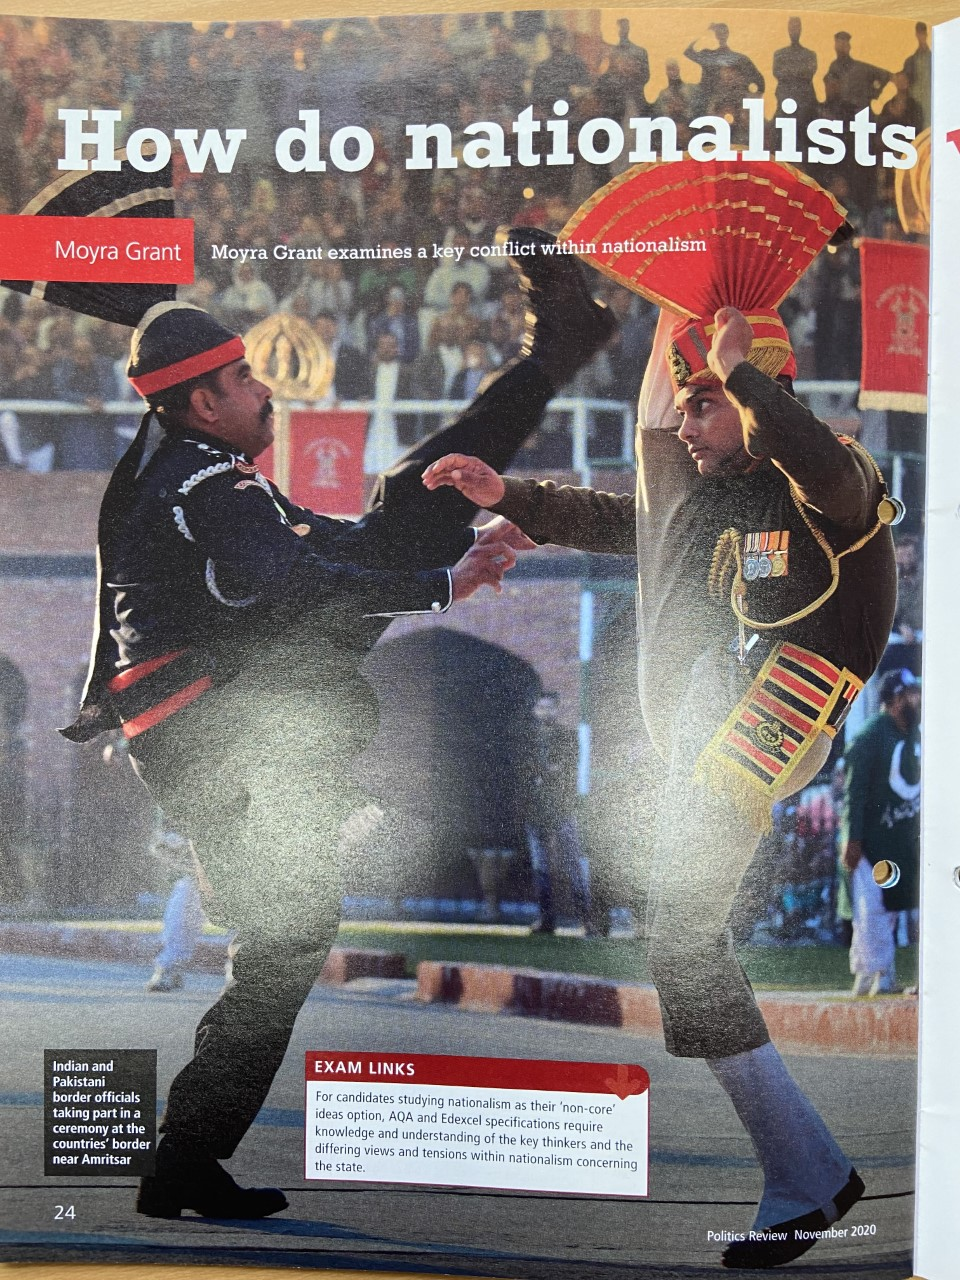 How do nationalists
Moyra Grant
Moyra Grant examines a key conflict within nationalism
Indian and
Pakistani
border officials
taking part in a
ceremony at the
countries' border
near Amritsar
EXAM LINKS
For candidates studying nationalism as their 'non-core'
ideas option, AQA and Edexcel specifications require
knowledge and understanding of the key thinkers and the
differing views and tensions within nationalism concerning
the state.
24
Politics Review November 2020